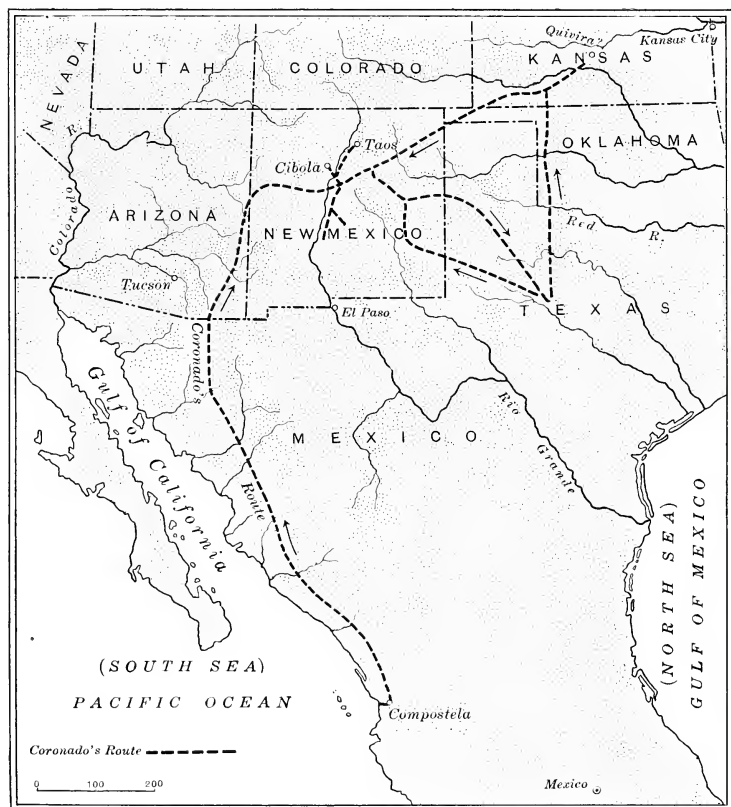 Quivira?
Kansas City
KANSAS
UTAH
COLORADO
NEVADA
R.
Taos
OKLAHOMA
Cibola
Colorado
ARIZONA
NEW MEXICO
Red
R.
Tucson
El Paso
TEXAS
Coronado's
Route
Gulf of California
MEXICO
Rio
Grande
(NORTH SEA)
GULF OF MEXICO
(SOUTH SEA)
PACIFIC OCEAN
Compostela
Coronado's Route
0 100 200
Mexico